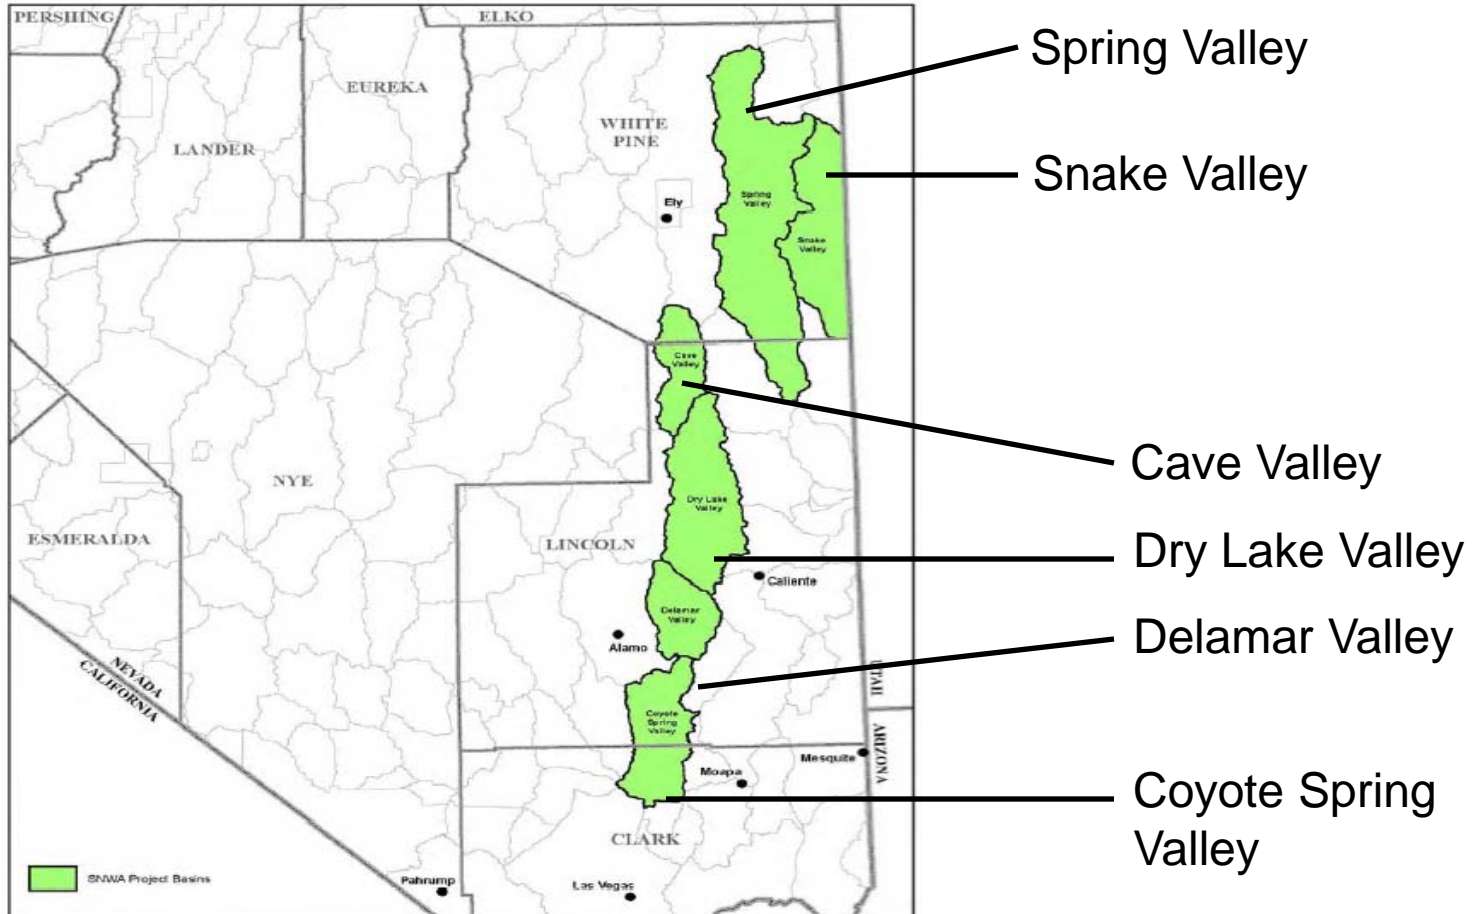 PERSHING
ELKO
EUREKA
LANDER
WHITE
PINE
Ely
Spring
Valley
Snake
Valley
Cave
Valley
NYE
Dry Lake
Valley
ESMERALDA
LINCOLN
Caliente
Delamar
Valley
Alamo
NEVADA
CALIFORNIA
UTAH
ARIZONA
Coyote
Spring
Valley
Mesquite
Moapa
CLARK
SNWA Project Basins
Pahrump
Las Vegas
Spring Valley
Snake Valley
Cave Valley
Dry Lake Valley
Delamar Valley
Coyote Spring
Valley